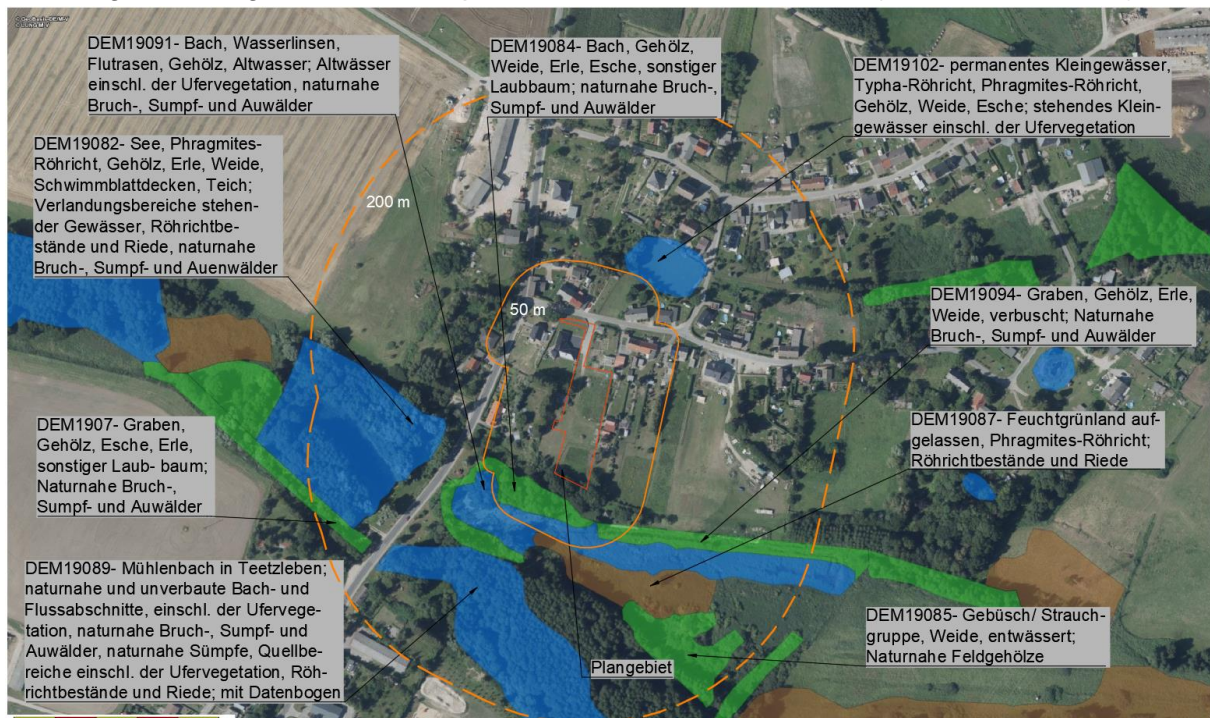 DEM19091- Bach, Wasserlinsen,
Flutrasen, Gehölz, Altwasser; Altwässer
einschl. der Ufervegetation, naturnahe
Bruch-, Sumpf- und Auwälder
DEM19084- Bach, Gehölz,
Weide, Erle, Esche, sonstiger
Laubbaum; naturnahe Bruch-,
Sumpf- und Auwälder
DEM19102- permanentes Kleingewässer,
Typha-Röhricht, Phragmites-Röhricht,
Gehölz, Weide, Esche; stehendes Klein-
gewässer einschl. der Ufervegetation
DEM19082- See, Phragmites-
Röhricht, Gehölz, Erle, Weide,
Schwimmblattdecken, Teich;
Verlandungsbereiche stehen-
der Gewässer, Röhrichtbe-
stände und Riede, naturnahe
Bruch-, Sumpf- und Auenwälder
200 m
50 m
DEM19094- Graben, Gehölz, Erle,
Weide, verbuscht; Naturnahe
Bruch-, Sumpf- und Auwälder
DEM1907- Graben,
Gehölz, Esche, Erle,
sonstiger Laub- baum;
Naturnahe Bruch-,
Sumpf- und Auwälder
DEM19087- Feuchtgrünland auf-
gelassen, Phragmites-Röhricht;
Röhrichtbestände und Riede
DEM19089- Mühlenbach in Teetzleben;
naturnahe und unverbaute Bach- und
Flussabschnitte, einschl. der Ufervege-
tation, naturnahe Bruch-, Sumpf- und
Auwälder, naturnahe Sümpfe, Quellbe-
reiche einschl. der Ufervegetation, Röh-
richtbestände und Riede; mit Datenbogen
Plangebiet
DEM19085- Gebüsch/ Strauch-
gruppe, Weide, entwässert;
Naturnahe Feldgehölze